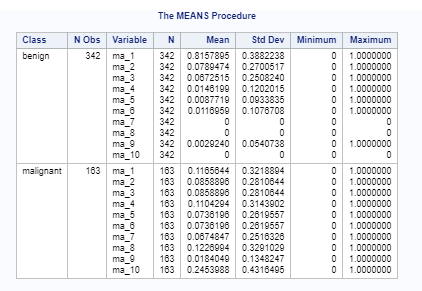 The MEANS Procedure
Class N Obs Variable N Mean Std Dev Minimum Maximum
benign 342 ma_1 342 0.8157895 0.3882238 0 1.0000000
ma_2 342 0.0789474 0.2700517 0 1.0000000
ma_3 342 0.0672515 0.2508240 0 1.0000000
ma_4 342 0.0146199 0.1202015 0 1.0000000
ma_5 342 0.0087719 0.0933835 0 1.0000000
ma_6 342 0.0116959 0.1076708 0 1.0000000
ma_7 342 0 0 0 0
ma_8 342 0 0 0 0
ma_9 342 0.0029240 0.0540738 0 1.0000000
ma_10 342 0 0 0 0
malignant 163 ma_1 163 0.1165644 0.3218894 0 1.0000000
ma_2 163 0.0858896 0.2810644 0 1.0000000
ma_3 163 0.0858896 0.2810644 0 1.0000000
ma_4 163 0.1104294 0.3143902 0 1.0000000
ma_5 163 0.0736196 0.2619557 0 1.0000000
ma_6 163 0.0736196 0.2619557 0 1.0000000
ma_7 163 0.0674847 0.2516326 0 1.0000000
ma_8 163 0.1226994 0.3291029 0 1.0000000
ma_9 163 0.0184049 0.1348247 0 1.0000000
ma_10 163 0.2453988 0.4316495 0 1.0000000